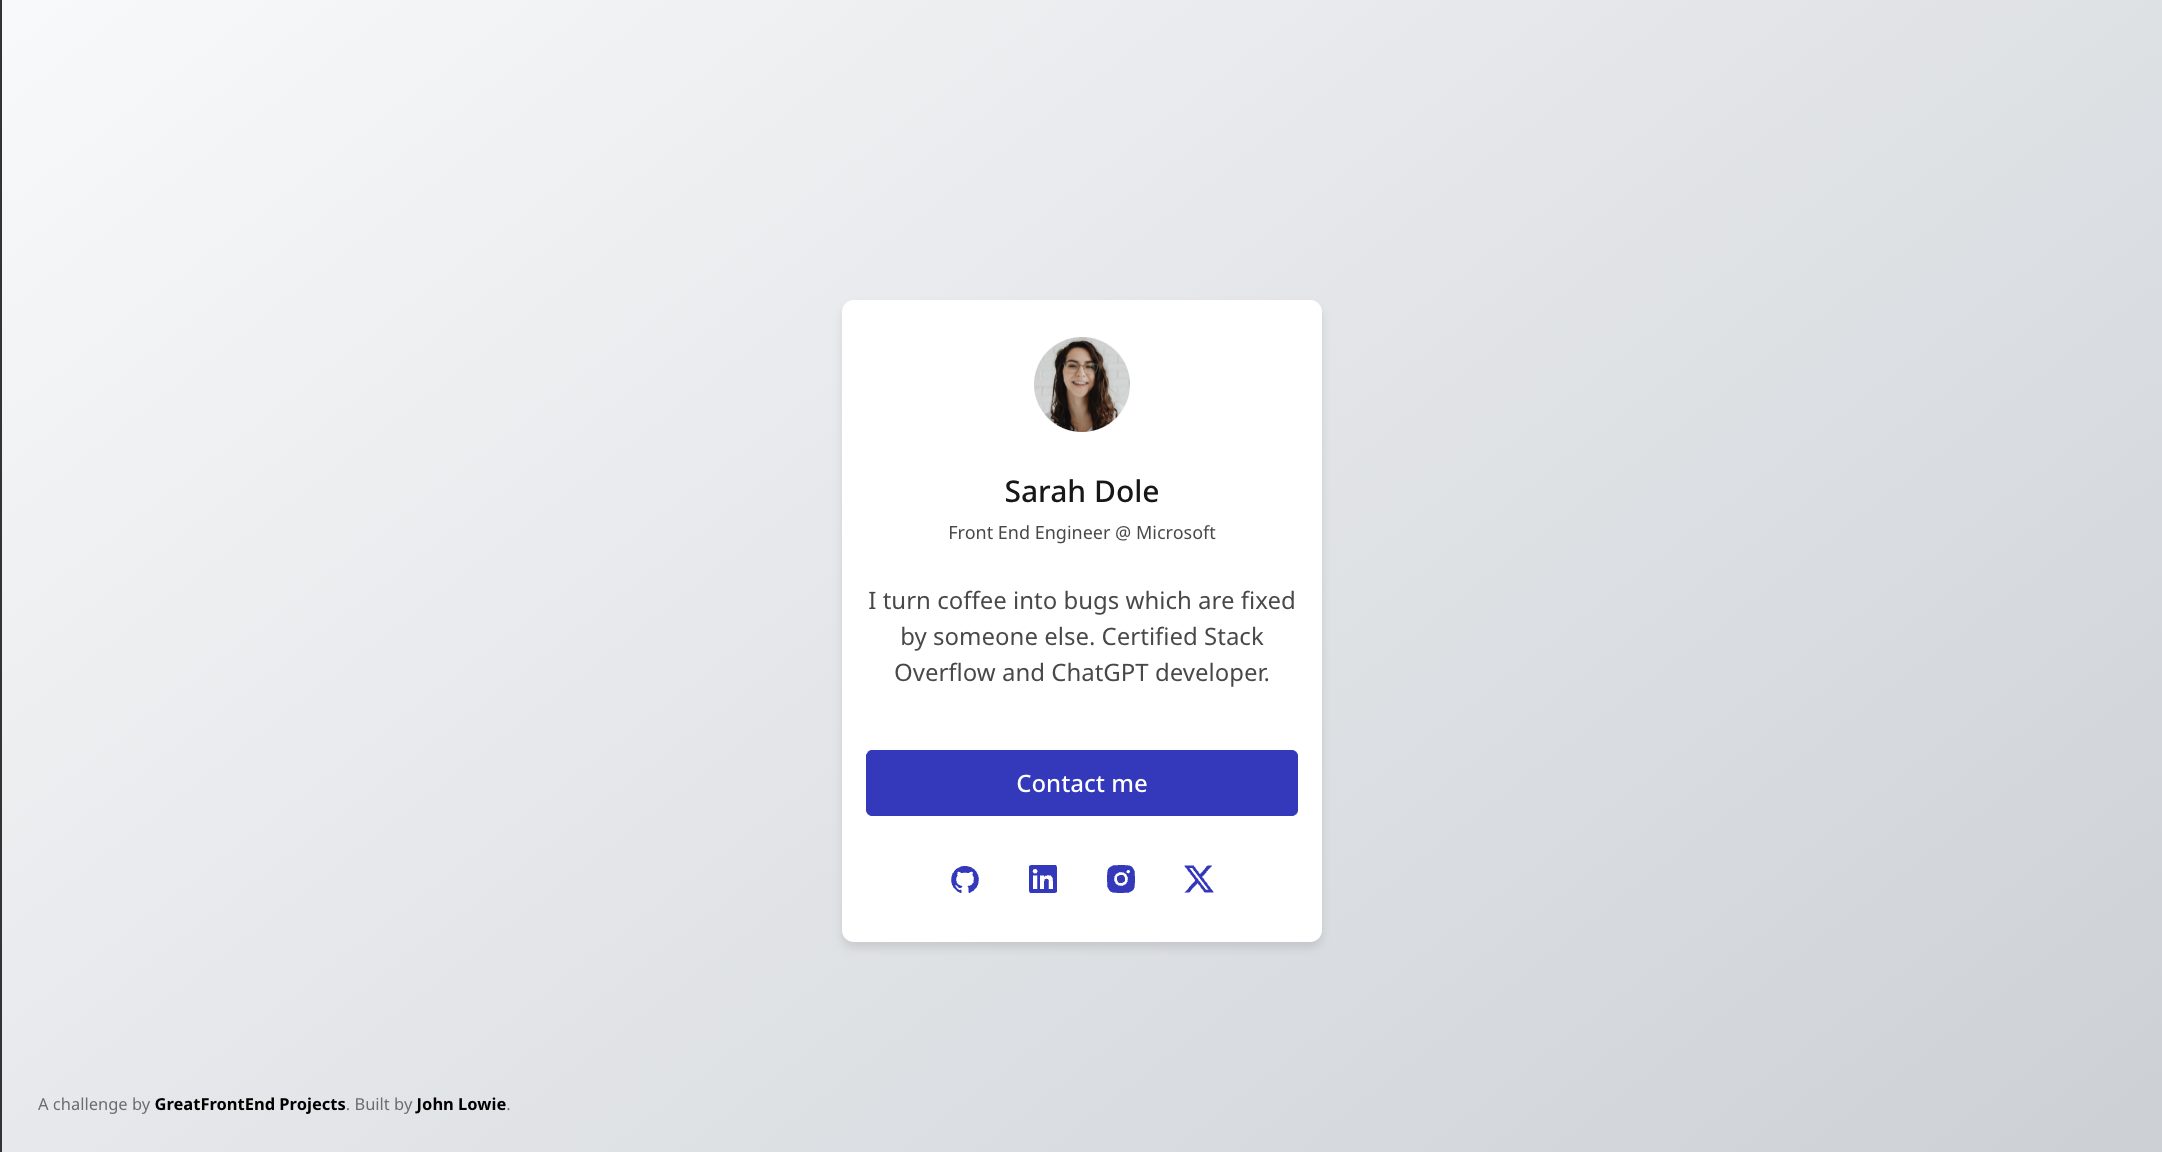 Sarah Dole
Front End Engineer @ Microsoft
I turn coffee into bugs which are fixed
by someone else. Certified Stack
Overflow and ChatGPT developer.
Contact me
in
A challenge by GreatFrontEnd Projects. Built by John Lowie.